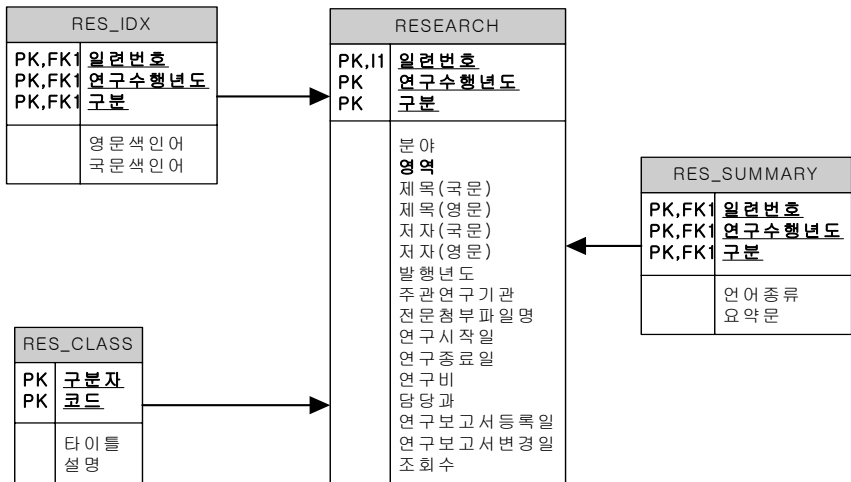 RES_IDX
PK,FK1 일련번호
PK,FK1 연구수행년도
PK,FK1 구분
영문색인어
국문색인어
RESEARCH
PK,I1 일련번호
PK 연구수행년도
PK 구분
분야
영역
제목(국문)
제목(영문)
저자(국문)
저자(영문)
발행년도
주관연구기관
전문첨부파일명
연구시작일
연구종료일
연구비
담당과
연구보고서등록일
연구보고서변경일
조회수
RES_SUMMARY
PK,FK1 일련번호
PK,FK1 연구수행년도
PK,FK1 구분
언어종류
요약문
RES_CLASS
PK 구분자
PK 코드
타이틀
설명